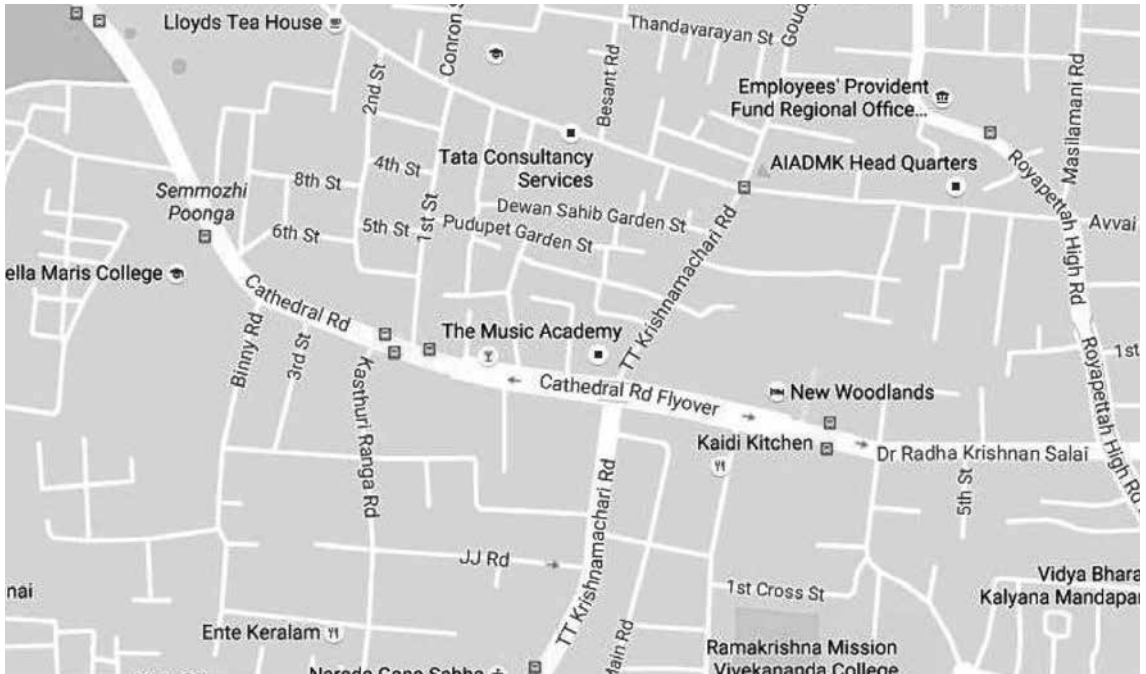 Lloyds Tea House
2nd St
Conron S
Thandavarayan St
Goud
Besant Rd
Employees' Provident
Fund Regional Office...
Masilamani Rd
Tata Consultancy
Services
AIADMK Head Quarters
Royapettah High Rd
4th St
8th St
Semmozhi
Poonga
1st St
Dewan Sahib Garden St
Avvai
6th St
5th St
Pudupet Garden St
TT Krishnamachari Rd
ella Maris College
Cathedral Rd
Binny Rd
3rd St
Kasthuri Ranga Rd
The Music Academy
1st
Royapettah High Rd
Cathedral Rd Flyover
New Woodlands
Kaidi Kitchen
Dr Radha Krishnan Salai
5th St
TT Krishnamachari Rd
JJ Rd
1st Cross St
nai
Vidya Bhara
Kalyana Mandapar
Ente Keralam
Main Rd
Ramakrishna Mission
Vivekananda College